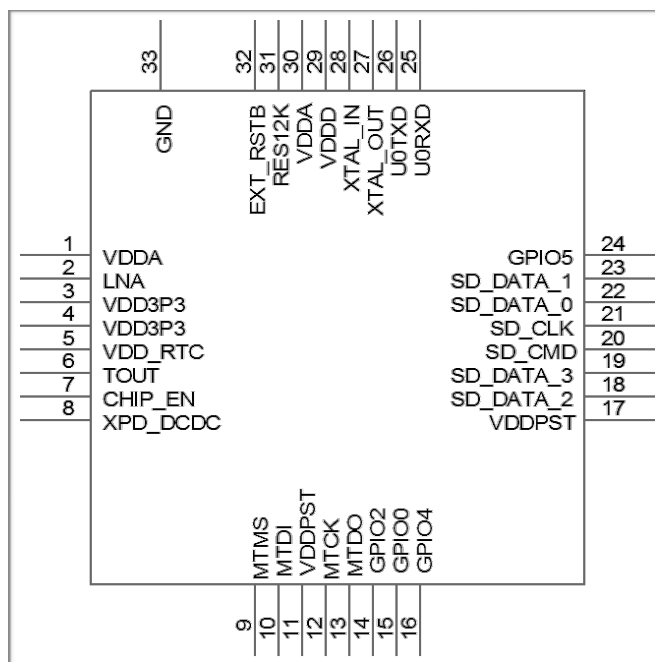 33
32
31
30
29
28
27
26
25
GND
EXT_RSTB
RES12K
VDDA
VDDD
XTAL_IN
XTAL_OUT
U0TXD
U0RXD
1 VDDA
2 LNA
3 VDD3P3
4 VDD3P3
5 VDD_RTC
6 TOUT
7 CHIP_EN
8 XPD_DCDC
GPIO5 24
SD_DATA_1 23
SD_DATA_0 22
SD_CLK 21
SD_CMD 20
SD_DATA_3 19
SD_DATA_2 18
VDDPST 17
MTMS
MTDI
VDDPST
MTCK
MTDO
GPIO2
GPIO0
GPIO4
9
10
11
12
13
14
15
16